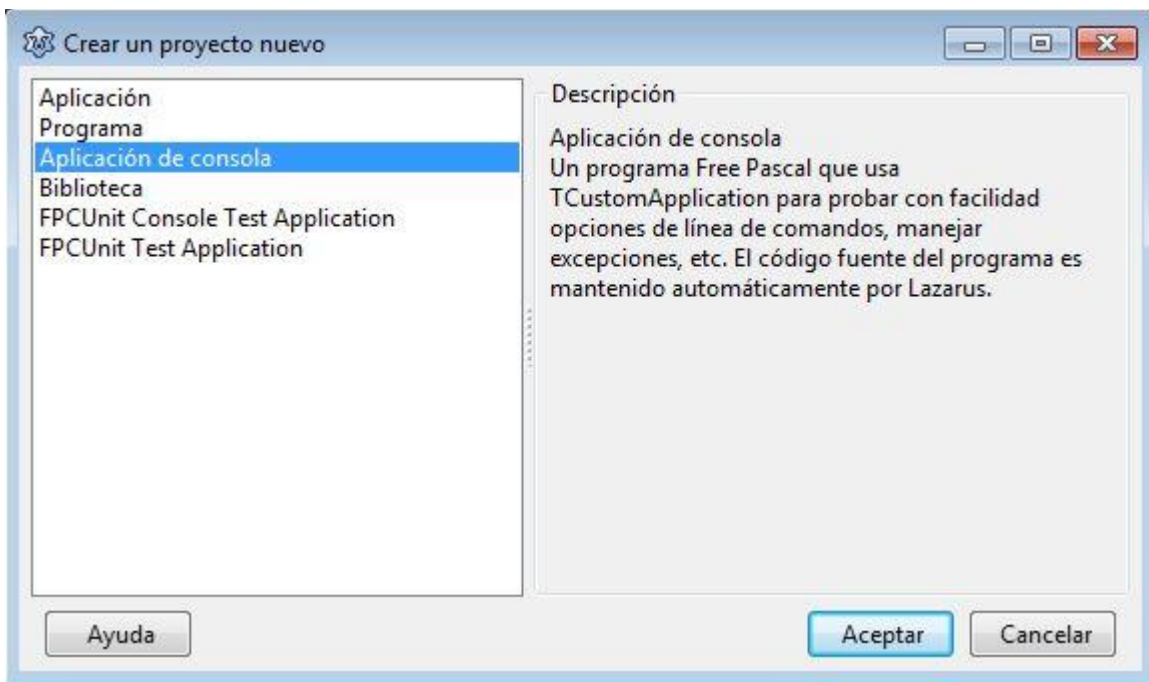 Crear un proyecto nuevo
Aplicación
Programa
Aplicación de consola
Biblioteca
FPCUnit Console Test Application
FPCUnit Test Application
Descripción
Aplicación de consola
Un programa Free Pascal que usa
TCustomApplication para probar con facilidad
opciones de línea de comandos, manejar
excepciones, etc. El código fuente del programa es
mantenido automáticamente por Lazarus.
Ayuda
Aceptar
Cancelar